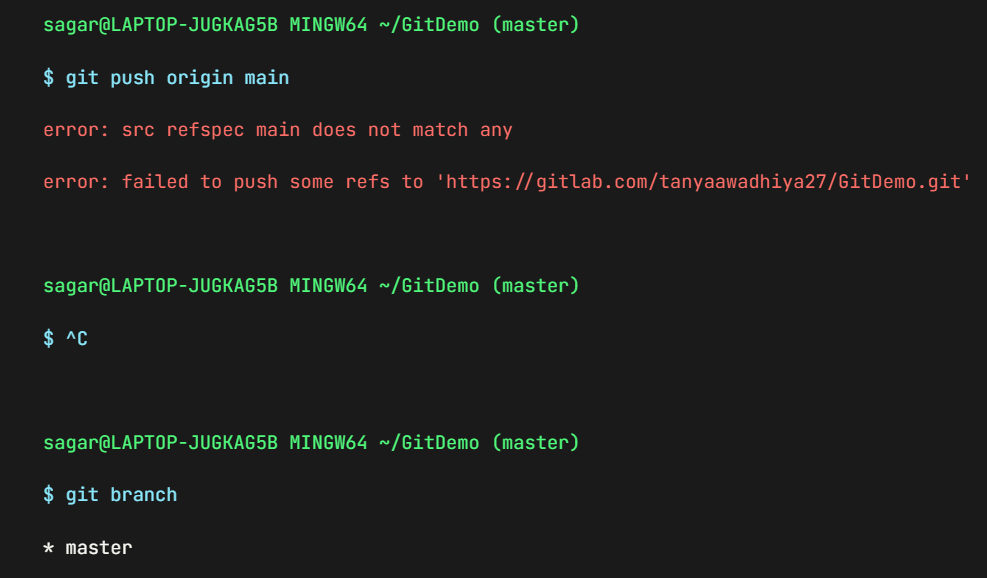 sagar@LAPTOP-JUGKAG5B MINGW64 ~/GitDemo (master)
$ git push origin main
error: src refspec main does not match any
error: failed to push some refs to 'https://gitlab.com/tanyaawadhiya27/GitDemo.git'
sagar@LAPTOP-JUGKAG5B MINGW64 ~/GitDemo (master)
$ ^C
sagar@LAPTOP-JUGKAG5B MINGW64 ~/GitDemo (master)
$ git branch
* master